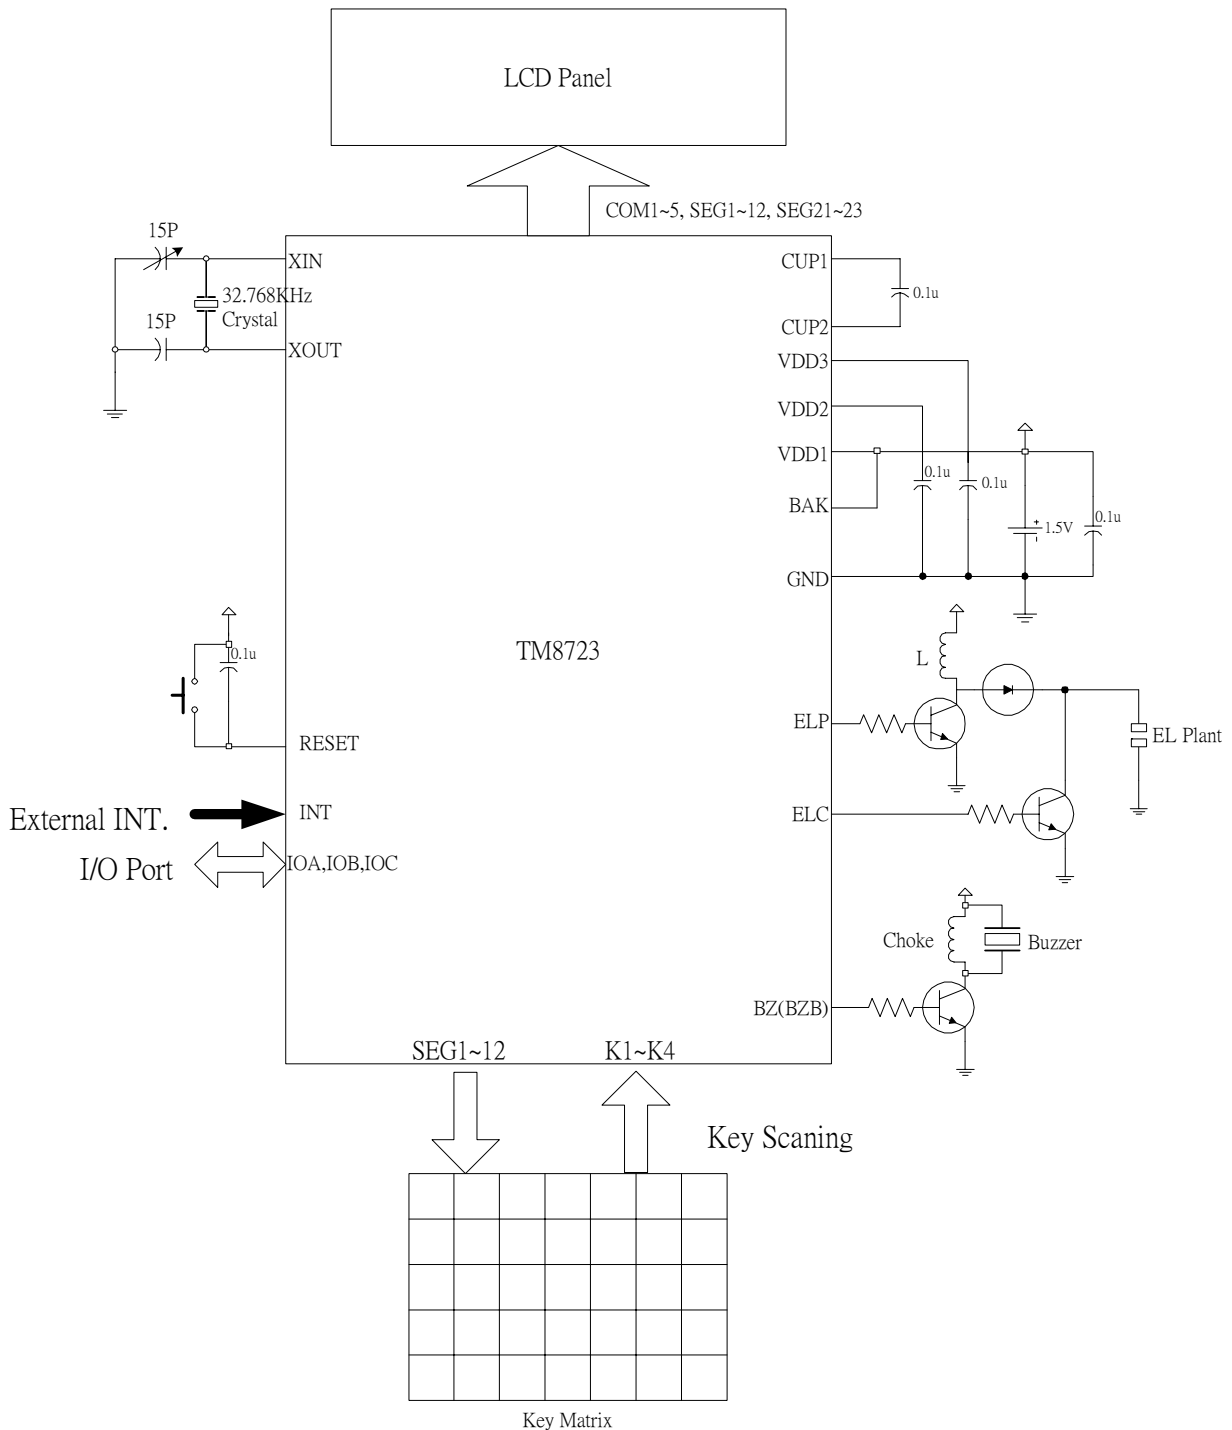 LCD Panel
COM1~5, SEG1~12, SEG21~23
15P
XIN
32.768KHz
Crystal
15P
XOUT
CUP1
0.1u
CUP2
VDD3
VDD2
VDD1
0.1u
0.1u
BAK
+
1.5V
-
0.1u
GND
0.1u
TM8723
L
ELP
EL Plant
RESET
External INT.
INT
ELC
I/O Port
IOA,IOB,IOC
Choke
Buzzer
BZ(BZB)
SEG1~12
K1~K4
Key Scaning
Key Matrix